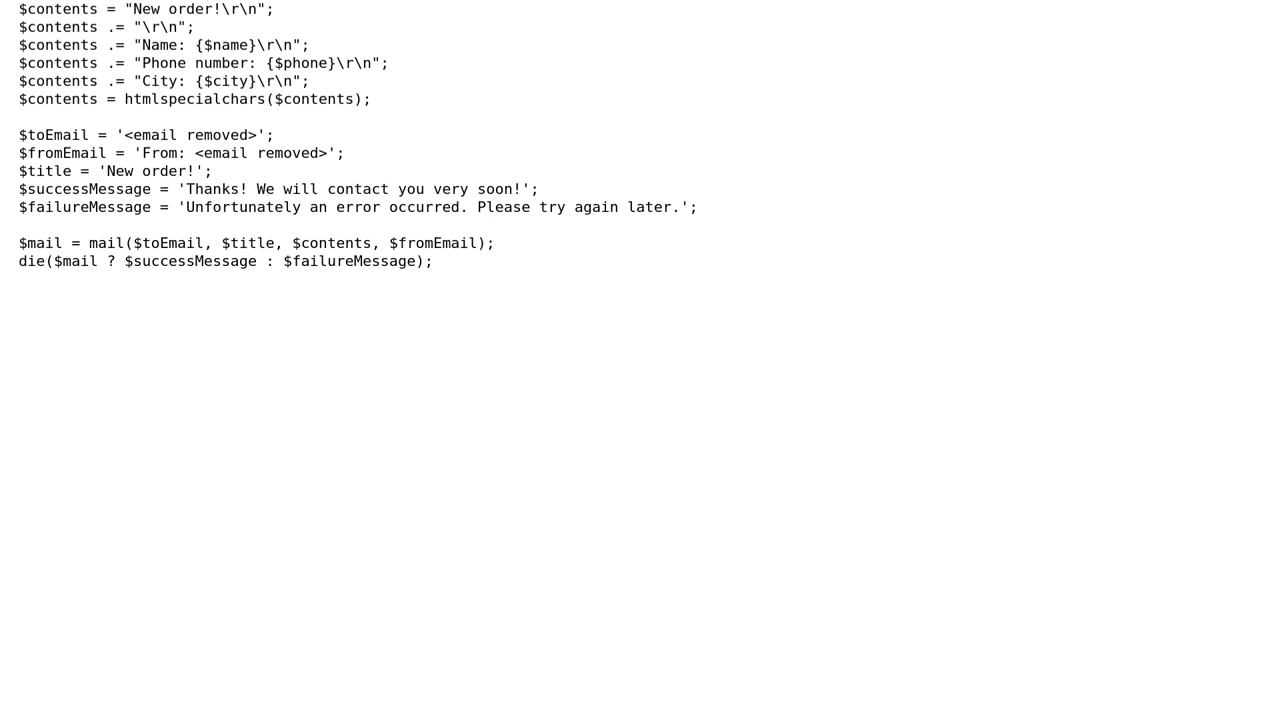 $contents = "New order!\r\n";
$contents .= "\r\n";
$contents .= "Name: {$name}\r\n";
$contents .= "Phone number: {$phone}\r\n";
$contents .= "City: {$city}\r\n";
$contents = htmlspecialchars($contents);

$toEmail = '<email removed>';
$fromEmail = 'From: <email removed>';
$title = 'New order!';
$successMessage = 'Thanks! We will contact you very soon!';
$failureMessage = 'Unfortunately an error occurred. Please try again later.';

$mail = mail($toEmail, $title, $contents, $fromEmail);
die($mail ? $successMessage : $failureMessage);